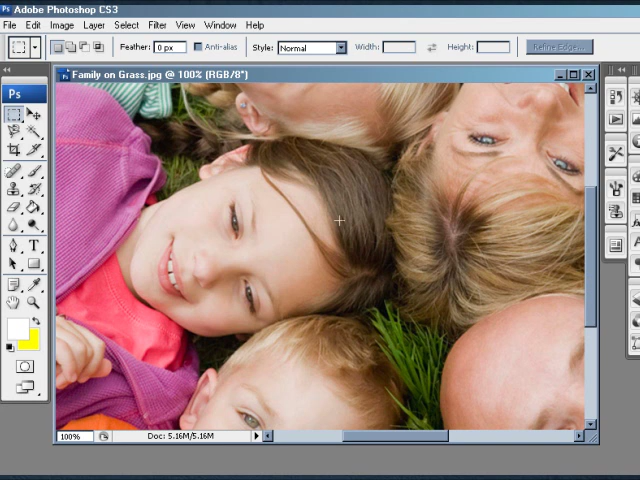 Ps Adobe Photoshop CS3
File Edit Image Layer Select Filter View Window Help
Feather: 0 px Anti-alias Style: Normal Width: Height: Refine Edge...
Family on Grass.jpg @ 100% (RGB/8*)
Ps
T
100% Doc: 5.16M/5.16M